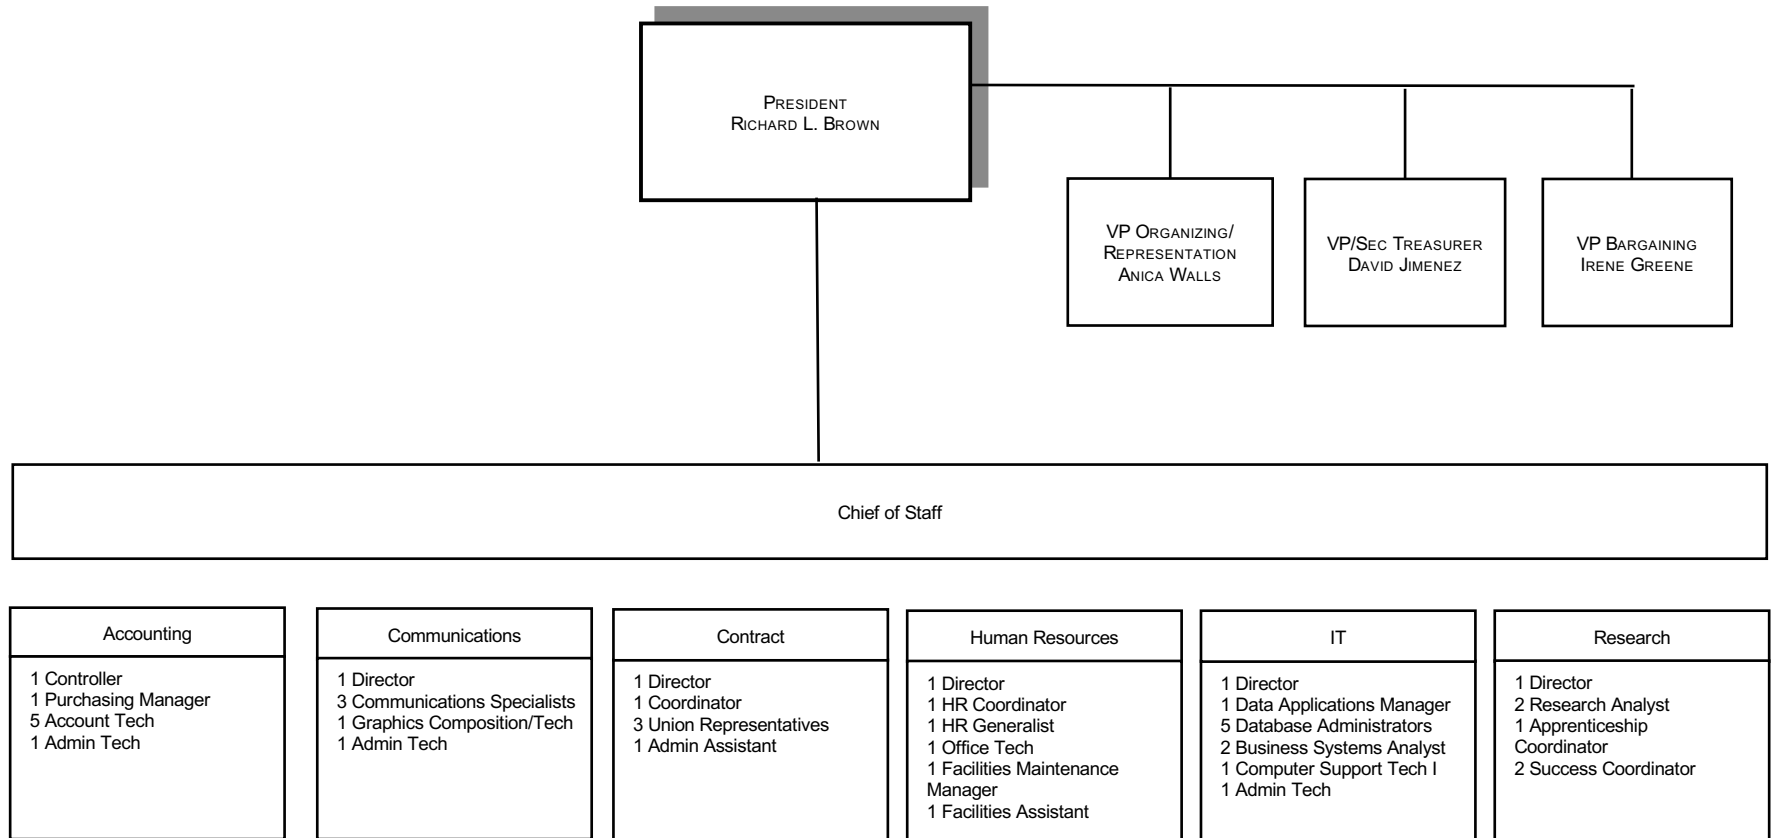 PRESIDENT
RICHARD L. BROWN
VP ORGANIZING/
REPRESENTATION
ANICA WALLS
VP/SEC TREASURER
DAVID JIMENEZ
VP BARGAINING
IRENE GREENE
Chief of Staff
Accounting
1 Controller
1 Purchasing Manager
5 Account Tech
1 Admin Tech
Communications
1 Director
3 Communications Specialists
1 Graphics Composition/Tech
1 Admin Tech
Contract
1 Director
1 Coordinator
3 Union Representatives
1 Admin Assistant
Human Resources
1 Director
1 HR Coordinator
1 HR Generalist
1 Office Tech
1 Facilities Maintenance
Manager
1 Facilities Assistant
IT
1 Director
1 Data Applications Manager
5 Database Administrators
2 Business Systems Analyst
1 Computer Support Tech I
1 Admin Tech
Research
1 Director
2 Research Analyst
1 Apprenticeship
Coordinator
2 Success Coordinator